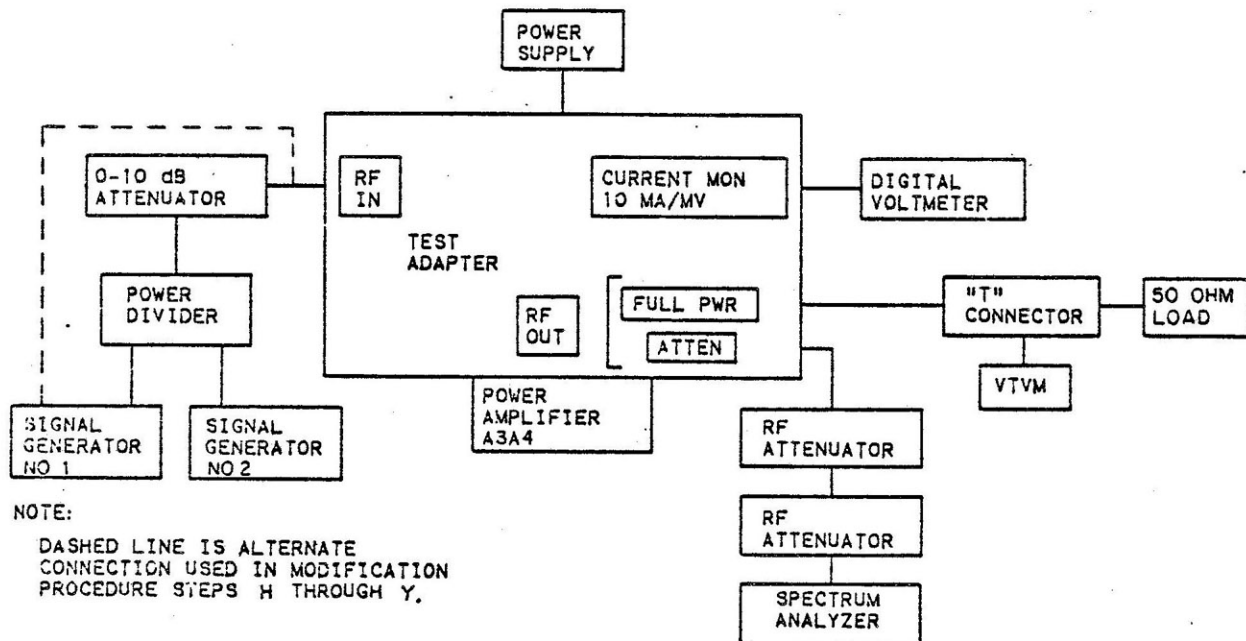 POWER
SUPPLY
0-10 dB
ATTENUATOR
RF
IN
CURRENT MON
10 MA/MV
DIGITAL
VOLTMETER
TEST
ADAPTER
POWER
DIVIDER
RF
OUT
FULL PWR
ATTEN
"T"
CONNECTOR
50 OHM
LOAD
VTVM
SIGNAL
GENERATOR
NO 1
SIGNAL
GENERATOR
NO 2
POWER
AMPLIFIER
A3A4
RF
ATTENUATOR
RF
ATTENUATOR
SPECTRUM
ANALYZER
NOTE:
DASHED LINE IS ALTERNATE
CONNECTION USED IN MODIFICATION
PROCEDURE STEPS H THROUGH Y.